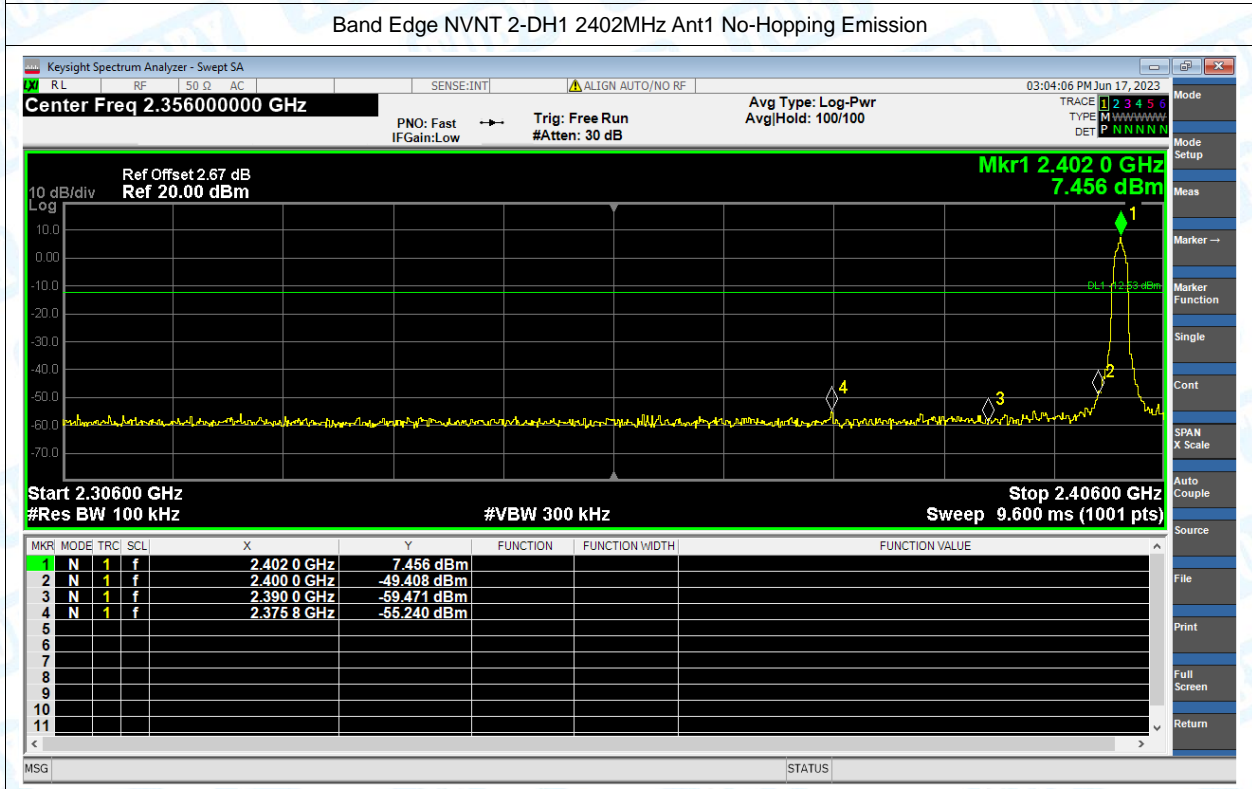 Band Edge NVNT 2-DH1 2402MHz Ant1 No-Hopping Emission
Keysight Spectrum Analyzer - Swept SA
LXI RL RF 50 Ω AC SENSE:INT ALIGN AUTO/NO RF 03:04:06 PM Jun 17, 2023
Center Freq 2.356000000 GHz
PNO: Fast
IFGain:Low
Trig: Free Run
#Atten: 30 dB
Avg Type: Log-Pwr
Avg|Hold: 100/100
TRACE 1 2 3 4 5 6
TYPE M WWWWW
DET P N N N N N
Ref Offset 2.67 dB
10 dB/div Ref 20.00 dBm
Log
Mkr1 2.402 0 GHz
7.456 dBm
10.0
0.00
-10.0
-20.0
-30.0
-40.0
-50.0
-60.0
-70.0
DL1 -12.53 dBm
1
2
3
4
Start 2.30600 GHz Stop 2.40600 GHz
#Res BW 100 kHz #VBW 300 kHz Sweep 9.600 ms (1001 pts)
MKR MODE TRC SCL X Y FUNCTION FUNCTION WIDTH FUNCTION VALUE
1 N 1 f 2.402 0 GHz 7.456 dBm
2 N 1 f 2.400 0 GHz -49.408 dBm
3 N 1 f 2.390 0 GHz -59.471 dBm
4 N 1 f 2.375 8 GHz -55.240 dBm
5
6
7
8
9
10
11
MSG STATUS
Mode
Mode
Setup
Meas
Marker →
Marker
Function
Single
Cont
SPAN
X Scale
Auto
Couple
Source
File
Print
Full
Screen
Return